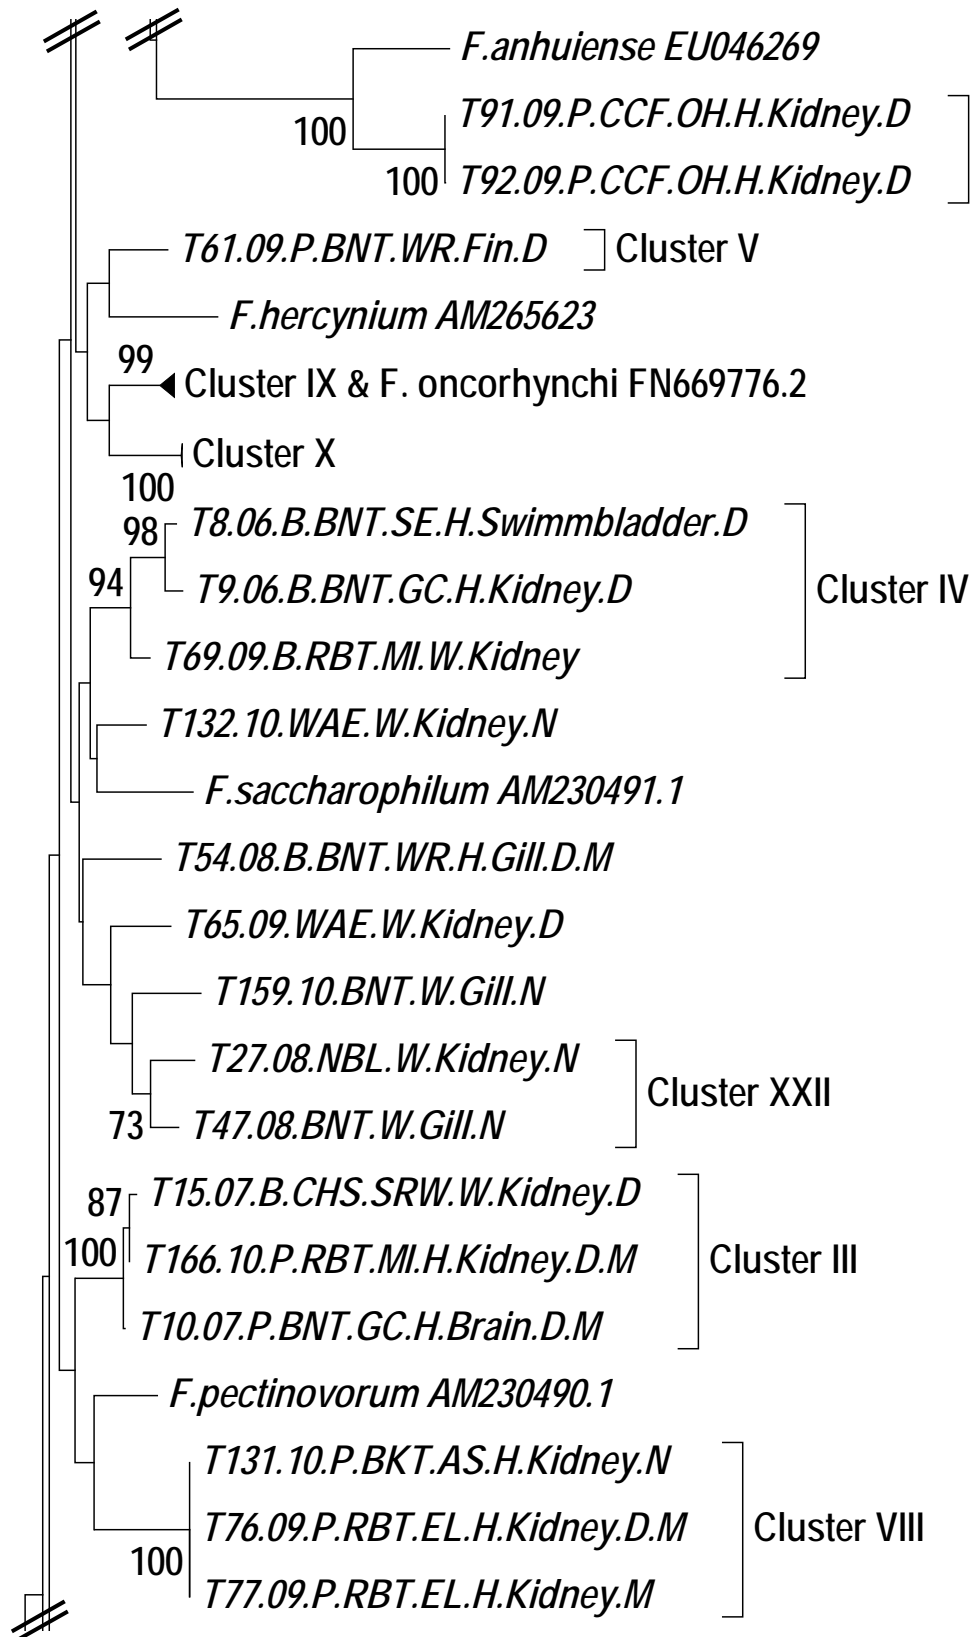 F.anhuiense EU046269
T91.09.P.CCF.OH.H.Kidney.D
100
T92.09.P.CCF.OH.H.Kidney.D
100
T61.09.P.BNT.WR.Fin.D Cluster V
F.hercynium AM265623
99
Cluster IX & F. oncorhynchi FN669776.2
Cluster X
100
T8.06.B.BNT.SE.H.Swimmbladder.D
98
94
T9.06.B.BNT.GC.H.Kidney.D Cluster IV
T69.09.B.RBT.MI.W.Kidney
T132.10.WAE.W.Kidney.N
F.saccharophilum AM230491.1
T54.08.B.BNT.WR.H.Gill.D.M
T65.09.WAE.W.Kidney.D
T159.10.BNT.W.Gill.N
T27.08.NBL.W.Kidney.N
Cluster XXII
73 T47.08.BNT.W.Gill.N
87 T15.07.B.CHS.SRW.W.Kidney.D
100 T166.10.P.RBT.MI.H.Kidney.D.M Cluster III
T10.07.P.BNT.GC.H.Brain.D.M
F.pectinovorum AM230490.1
T131.10.P.BKT.AS.H.Kidney.N
T76.09.P.RBT.EL.H.Kidney.D.M Cluster VIII
100
T77.09.P.RBT.EL.H.Kidney.M